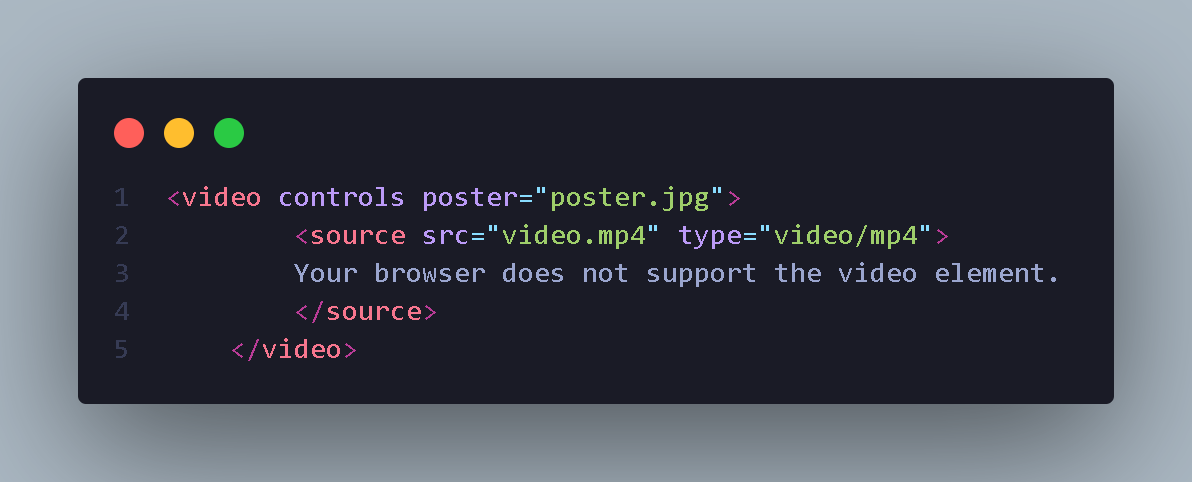 1 <video controls poster="poster.jpg">
2 <source src="video.mp4" type="video/mp4">
3 Your browser does not support the video element.
4 </source>
5 </video>